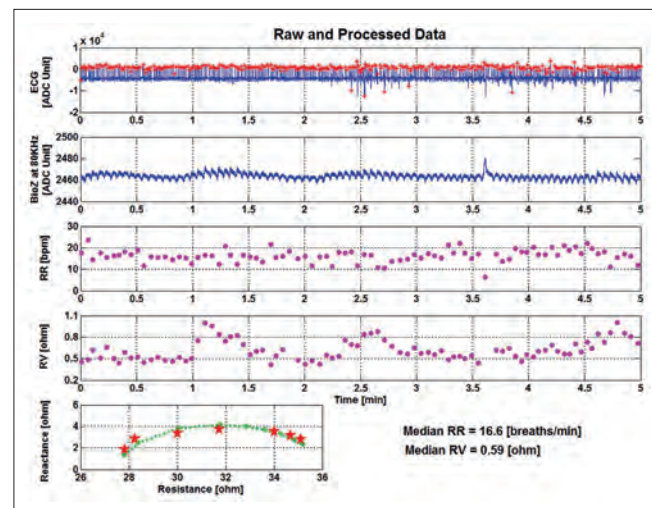 Raw and Processed Data
x 10^4
ECG
[ADC Unit]
1
0
-1
-2
0 0.5 1 1.5 2 2.5 3 3.5 4 4.5 5
BioZ at 80KHz
[ADC Unit]
2500
2480
2460
2440
0 0.5 1 1.5 2 2.5 3 3.5 4 4.5 5
RR [bpm]
30
20
10
0
0 0.5 1 1.5 2 2.5 3 3.5 4 4.5 5
RV [ohm]
1.1
0.8
0.5
0.2
0 0.5 1 1.5 2 2.5 3 3.5 4 4.5 5
Time [min]
Reactance [ohm]
6
4
2
0
26 28 30 32 34 36
Resistance [ohm]
Median RR = 16.6 [breaths/min]
Median RV = 0.59 [ohm]